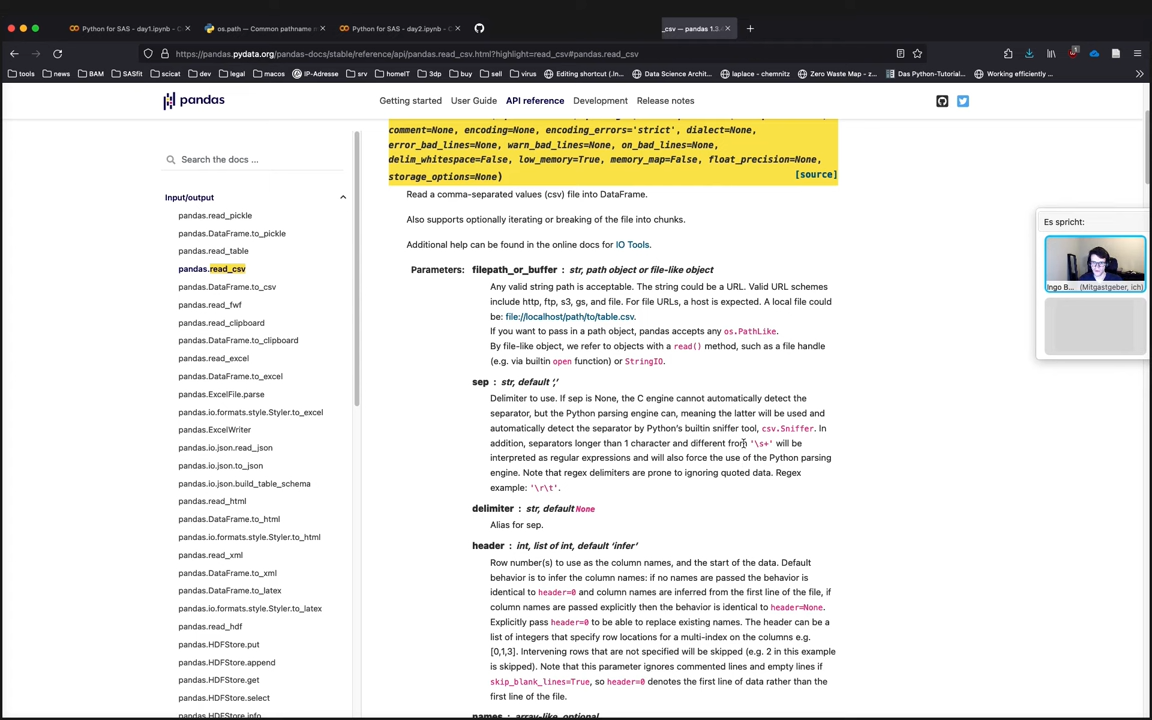 Python for SAS - day1.ipynb - C
os.path — Common pathname m
Python for SAS - day2.ipynb - C
_csv — pandas 1.3.
https://pandas.pydata.org/pandas-docs/stable/reference/api/pandas.read_csv.html?highlight=read_csv#pandas.read_csv
tools news BAM SASfit scicat dev legal macos IP-Adresse srv homeIT 3dp buy sell virus Editing shortcut (.In... Data Science Archit... laplace - chemnitz Zero Waste Map - Z... Das Python-Tutorial... Working efficiently ...
pandas
Getting started User Guide API reference Development Release notes
Search the docs ...
Input/output
pandas.read_pickle
pandas.DataFrame.to_pickle
pandas.read_table
pandas.read_csv
pandas.DataFrame.to_csv
pandas.read_fwf
pandas.read_clipboard
pandas.DataFrame.to_clipboard
pandas.read_excel
pandas.DataFrame.to_excel
pandas.ExcelFile.parse
pandas.io.formats.style.Styler.to_excel
pandas.ExcelWriter
pandas.io.json.read_json
pandas.io.json.to_json
pandas.io.json.build_table_schema
pandas.read_html
pandas.DataFrame.to_html
pandas.io.formats.style.Styler.to_html
pandas.read_xml
pandas.DataFrame.to_xml
pandas.DataFrame.to_latex
pandas.io.formats.style.Styler.to_latex
pandas.read_hdf
pandas.HDFStore.put
pandas.HDFStore.append
pandas.HDFStore.get
pandas.HDFStore.select
pandas.HDFStore.info
comment=None, encoding=None, encoding_errors='strict', dialect=None,
error_bad_lines=None, warn_bad_lines=None, on_bad_lines=None,
delim_whitespace=False, low_memory=True, memory_map=False, float_precision=None,
storage_options=None) [source]
Read a comma-separated values (csv) file into DataFrame.
Also supports optionally iterating or breaking of the file into chunks.
Additional help can be found in the online docs for IO Tools.
Parameters: filepath_or_buffer : str, path object or file-like object
Any valid string path is acceptable. The string could be a URL. Valid URL schemes
include http, ftp, s3, gs, and file. For file URLs, a host is expected. A local file could
be: file://localhost/path/to/table.csv.
If you want to pass in a path object, pandas accepts any os.PathLike.
By file-like object, we refer to objects with a read() method, such as a file handle
(e.g. via builtin open function) or StringIO.
sep : str, default ‘,’
Delimiter to use. If sep is None, the C engine cannot automatically detect the
separator, but the Python parsing engine can, meaning the latter will be used and
automatically detect the separator by Python’s builtin sniffer tool, csv.Sniffer. In
addition, separators longer than 1 character and different from '\s+' will be
interpreted as regular expressions and will also force the use of the Python parsing
engine. Note that regex delimiters are prone to ignoring quoted data. Regex
example: '\r\t'.
delimiter : str, default None
Alias for sep.
header : int, list of int, default ‘infer’
Row number(s) to use as the column names, and the start of the data. Default
behavior is to infer the column names: if no names are passed the behavior is
identical to header=0 and column names are inferred from the first line of the file, if
column names are passed explicitly then the behavior is identical to header=None.
Explicitly pass header=0 to be able to replace existing names. The header can be a
list of integers that specify row locations for a multi-index on the columns e.g.
[0,1,3]. Intervening rows that are not specified will be skipped (e.g. 2 in this example
is skipped). Note that this parameter ignores commented lines and empty lines if
skip_blank_lines=True, so header=0 denotes the first line of data rather than the
first line of the file.
names : array-like, optional
Es spricht:
Ingo B... (Mitgastgeber, ich)